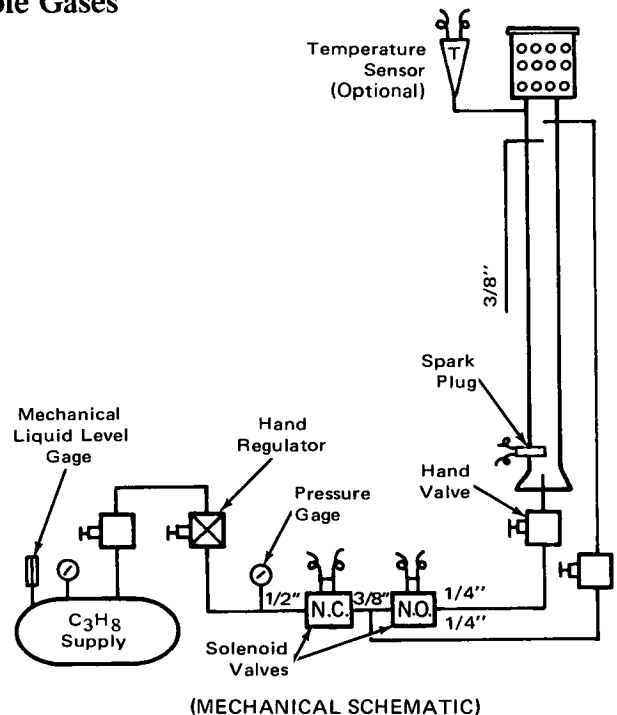 ble Gases
Temperature
Sensor
(Optional)
T
3/8"
Spark
Plug
Mechanical
Liquid Level
Gage
Hand
Regulator
Hand
Valve
Pressure
Gage
C3H8
Supply
1/2"
N.C.
3/8"
N.O.
1/4"
1/4"
Solenoid
Valves
(MECHANICAL SCHEMATIC)